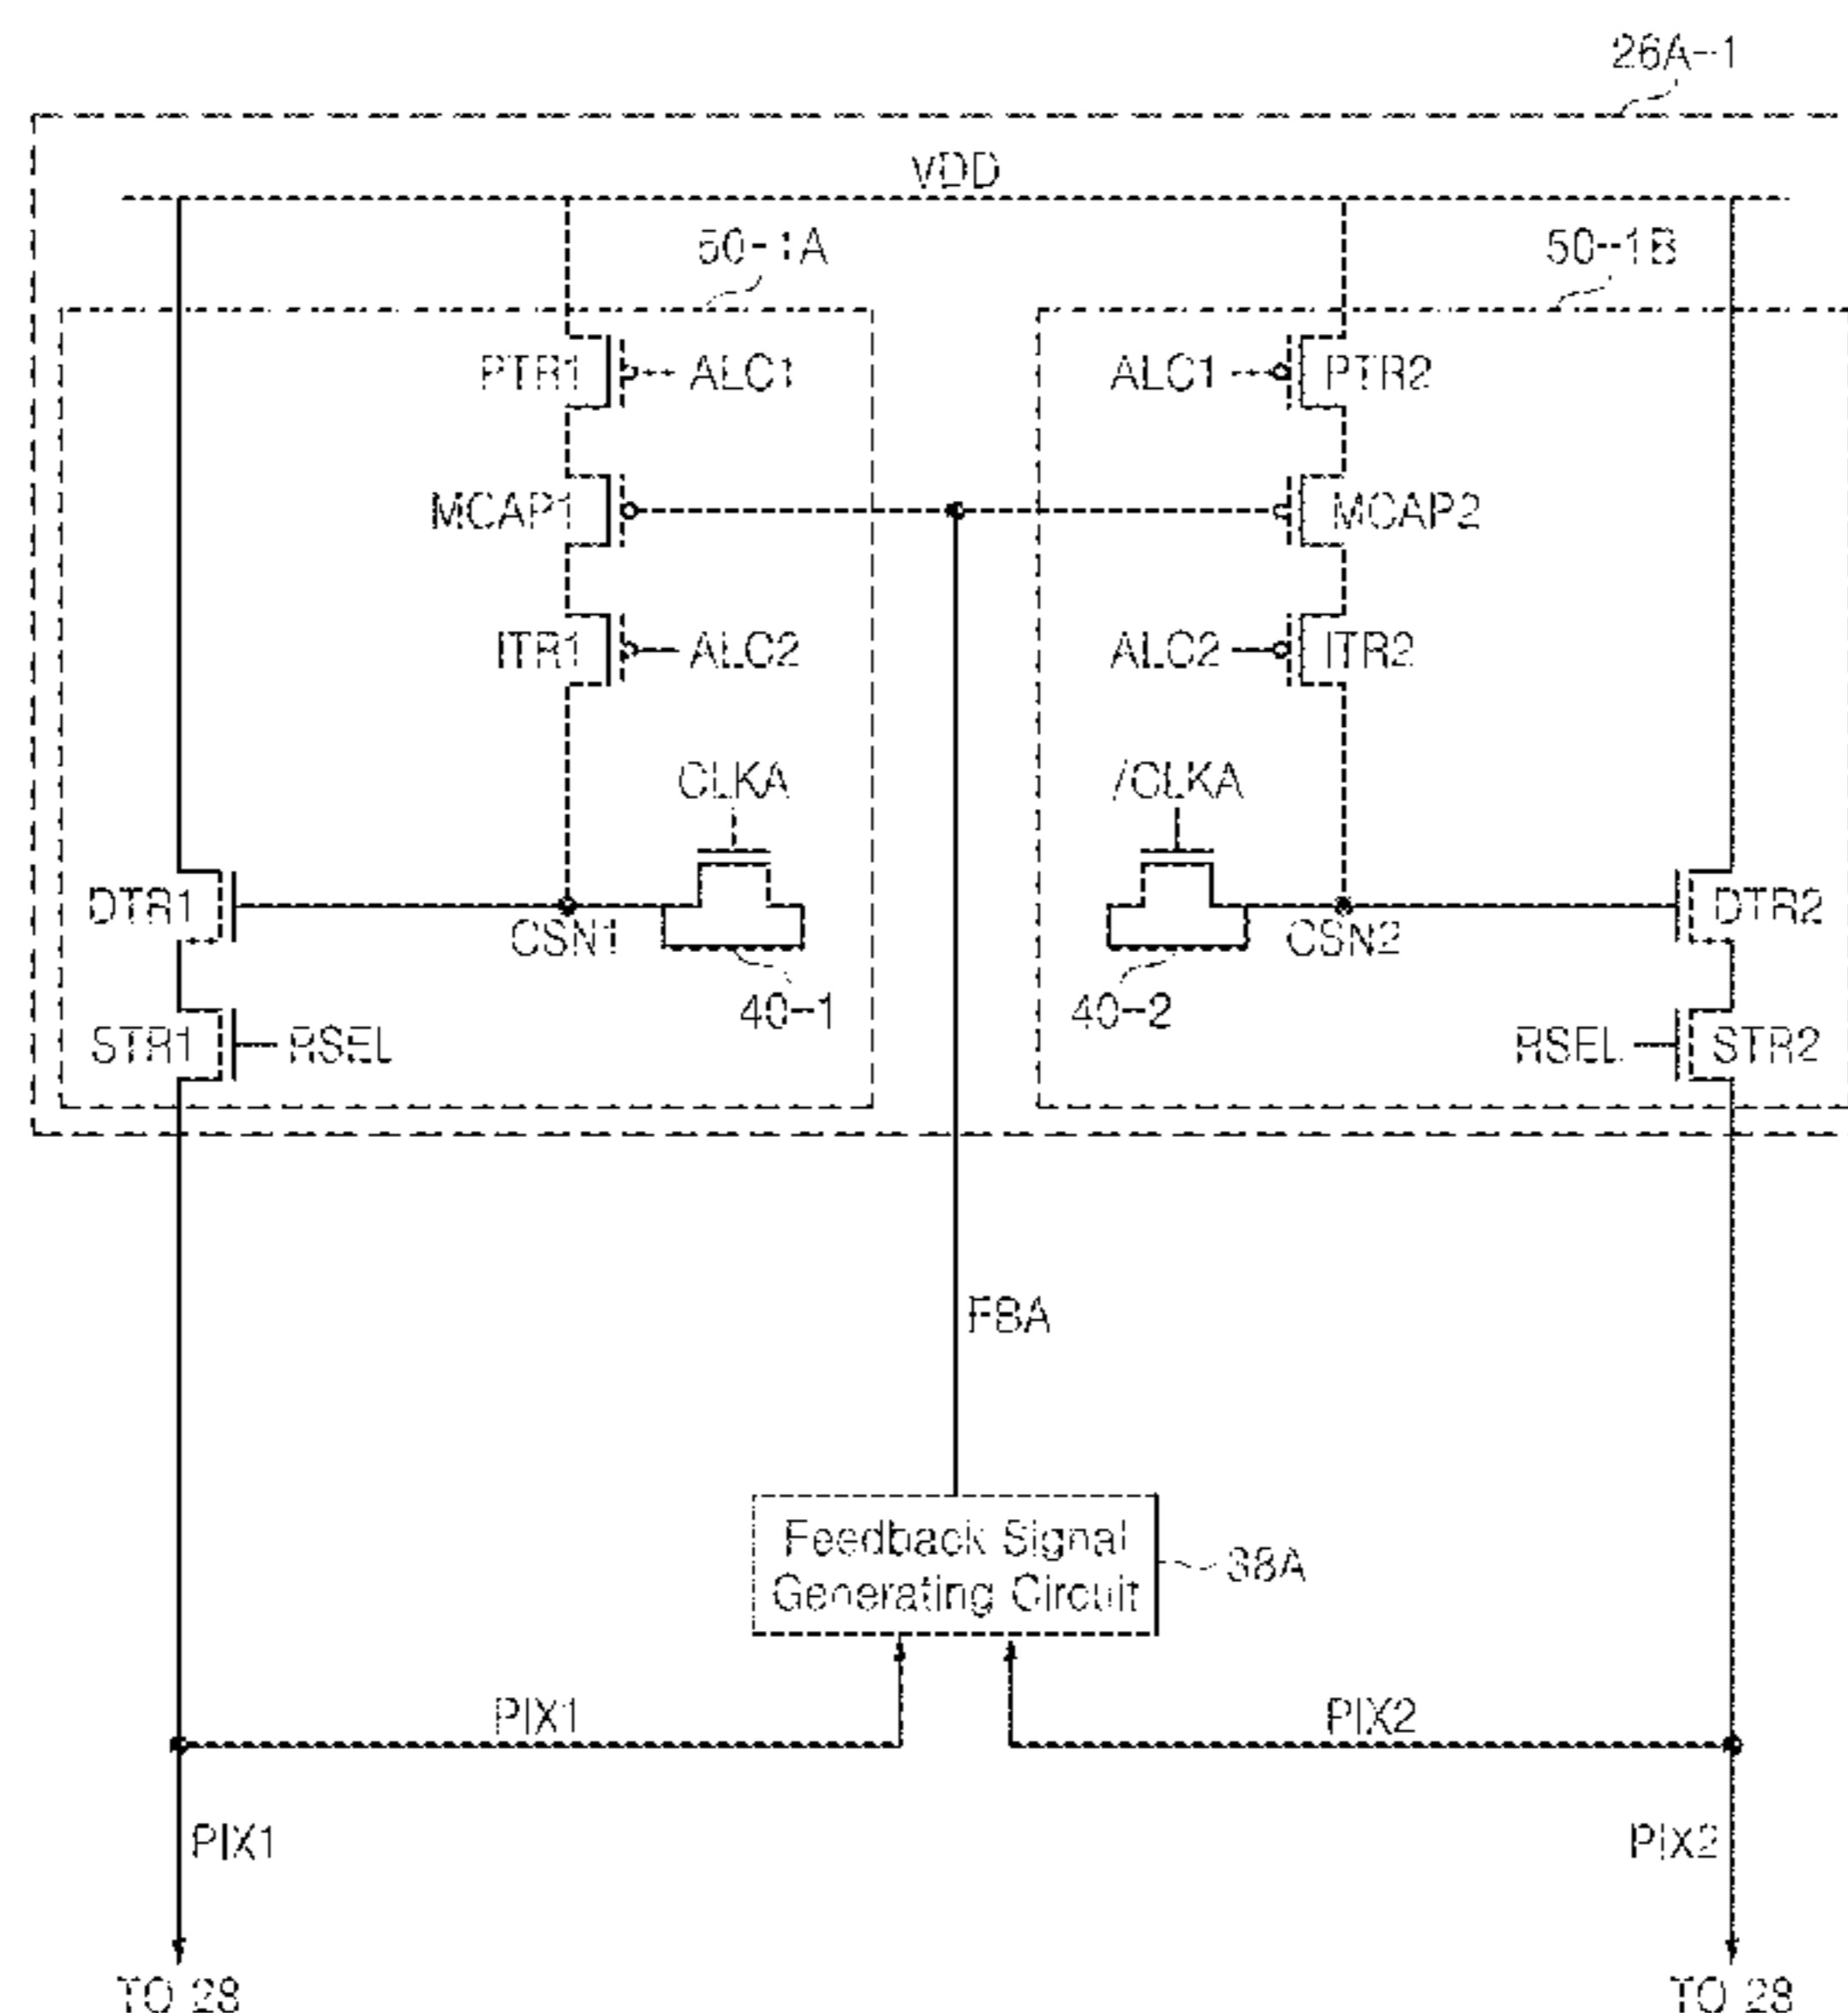 26A-1
VDD
50-1A
50-1B
PTR1
ALC1
ALC1
PTR2
MCAP1
MCAP2
ITR1
ALC2
ALC2
ITR2
CLKA
/CLKA
DTR1
CSN1
CSN2
DTR2
40-1
40-2
STR1
RSEL
RSEL
STR2
FBA
Feedback Signal
Generating Circuit
38A
PIX1
PIX2
PIX1
PIX2
TO 28
TO 28